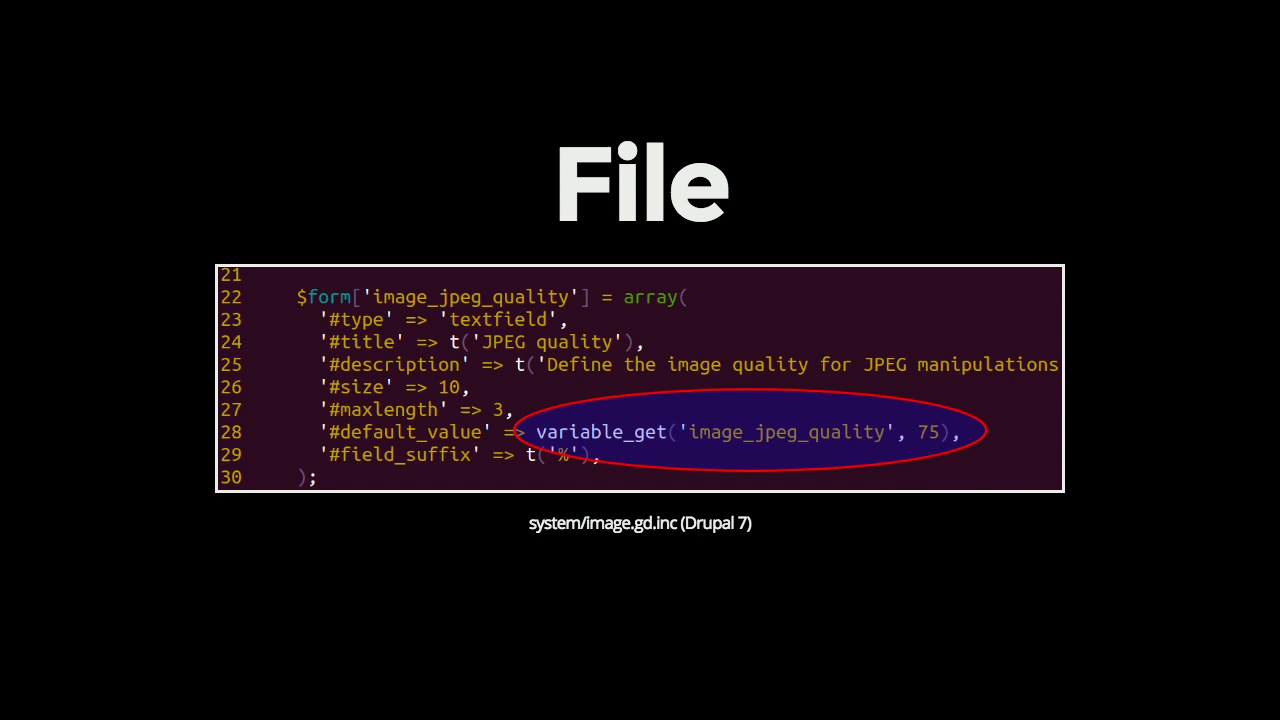 File
21
22     $form['image_jpeg_quality'] = array(
23       '#type' => 'textfield',
24       '#title' => t('JPEG quality'),
25       '#description' => t('Define the image quality for JPEG manipulations
26       '#size' => 10,
27       '#maxlength' => 3,
28       '#default_value' => variable_get('image_jpeg_quality', 75),
29       '#field_suffix' => t('%'),
30     );
system/image.gd.inc (Drupal 7)